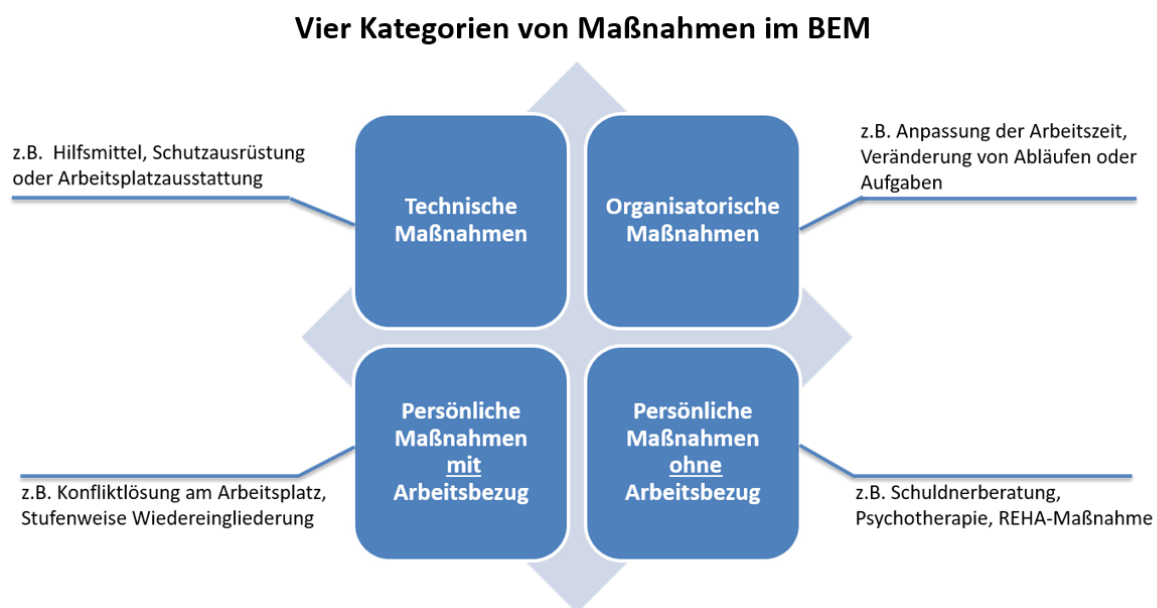 Vier Kategorien von Maßnahmen im BEM
z.B. Hilfsmittel, Schutzausrüstung
oder Arbeitsplatzausstattung
Technische
Maßnahmen
Organisatorische
Maßnahmen
z.B. Anpassung der Arbeitszeit,
Veränderung von Abläufen oder
Aufgaben
Persönliche
Maßnahmen
mit
Arbeitsbezug
z.B. Konfliktlösung am Arbeitsplatz,
Stufenweise Wiedereingliederung
Persönliche
Maßnahmen
ohne
Arbeitsbezug
z.B. Schuldnerberatung,
Psychotherapie, REHA-Maßnahme